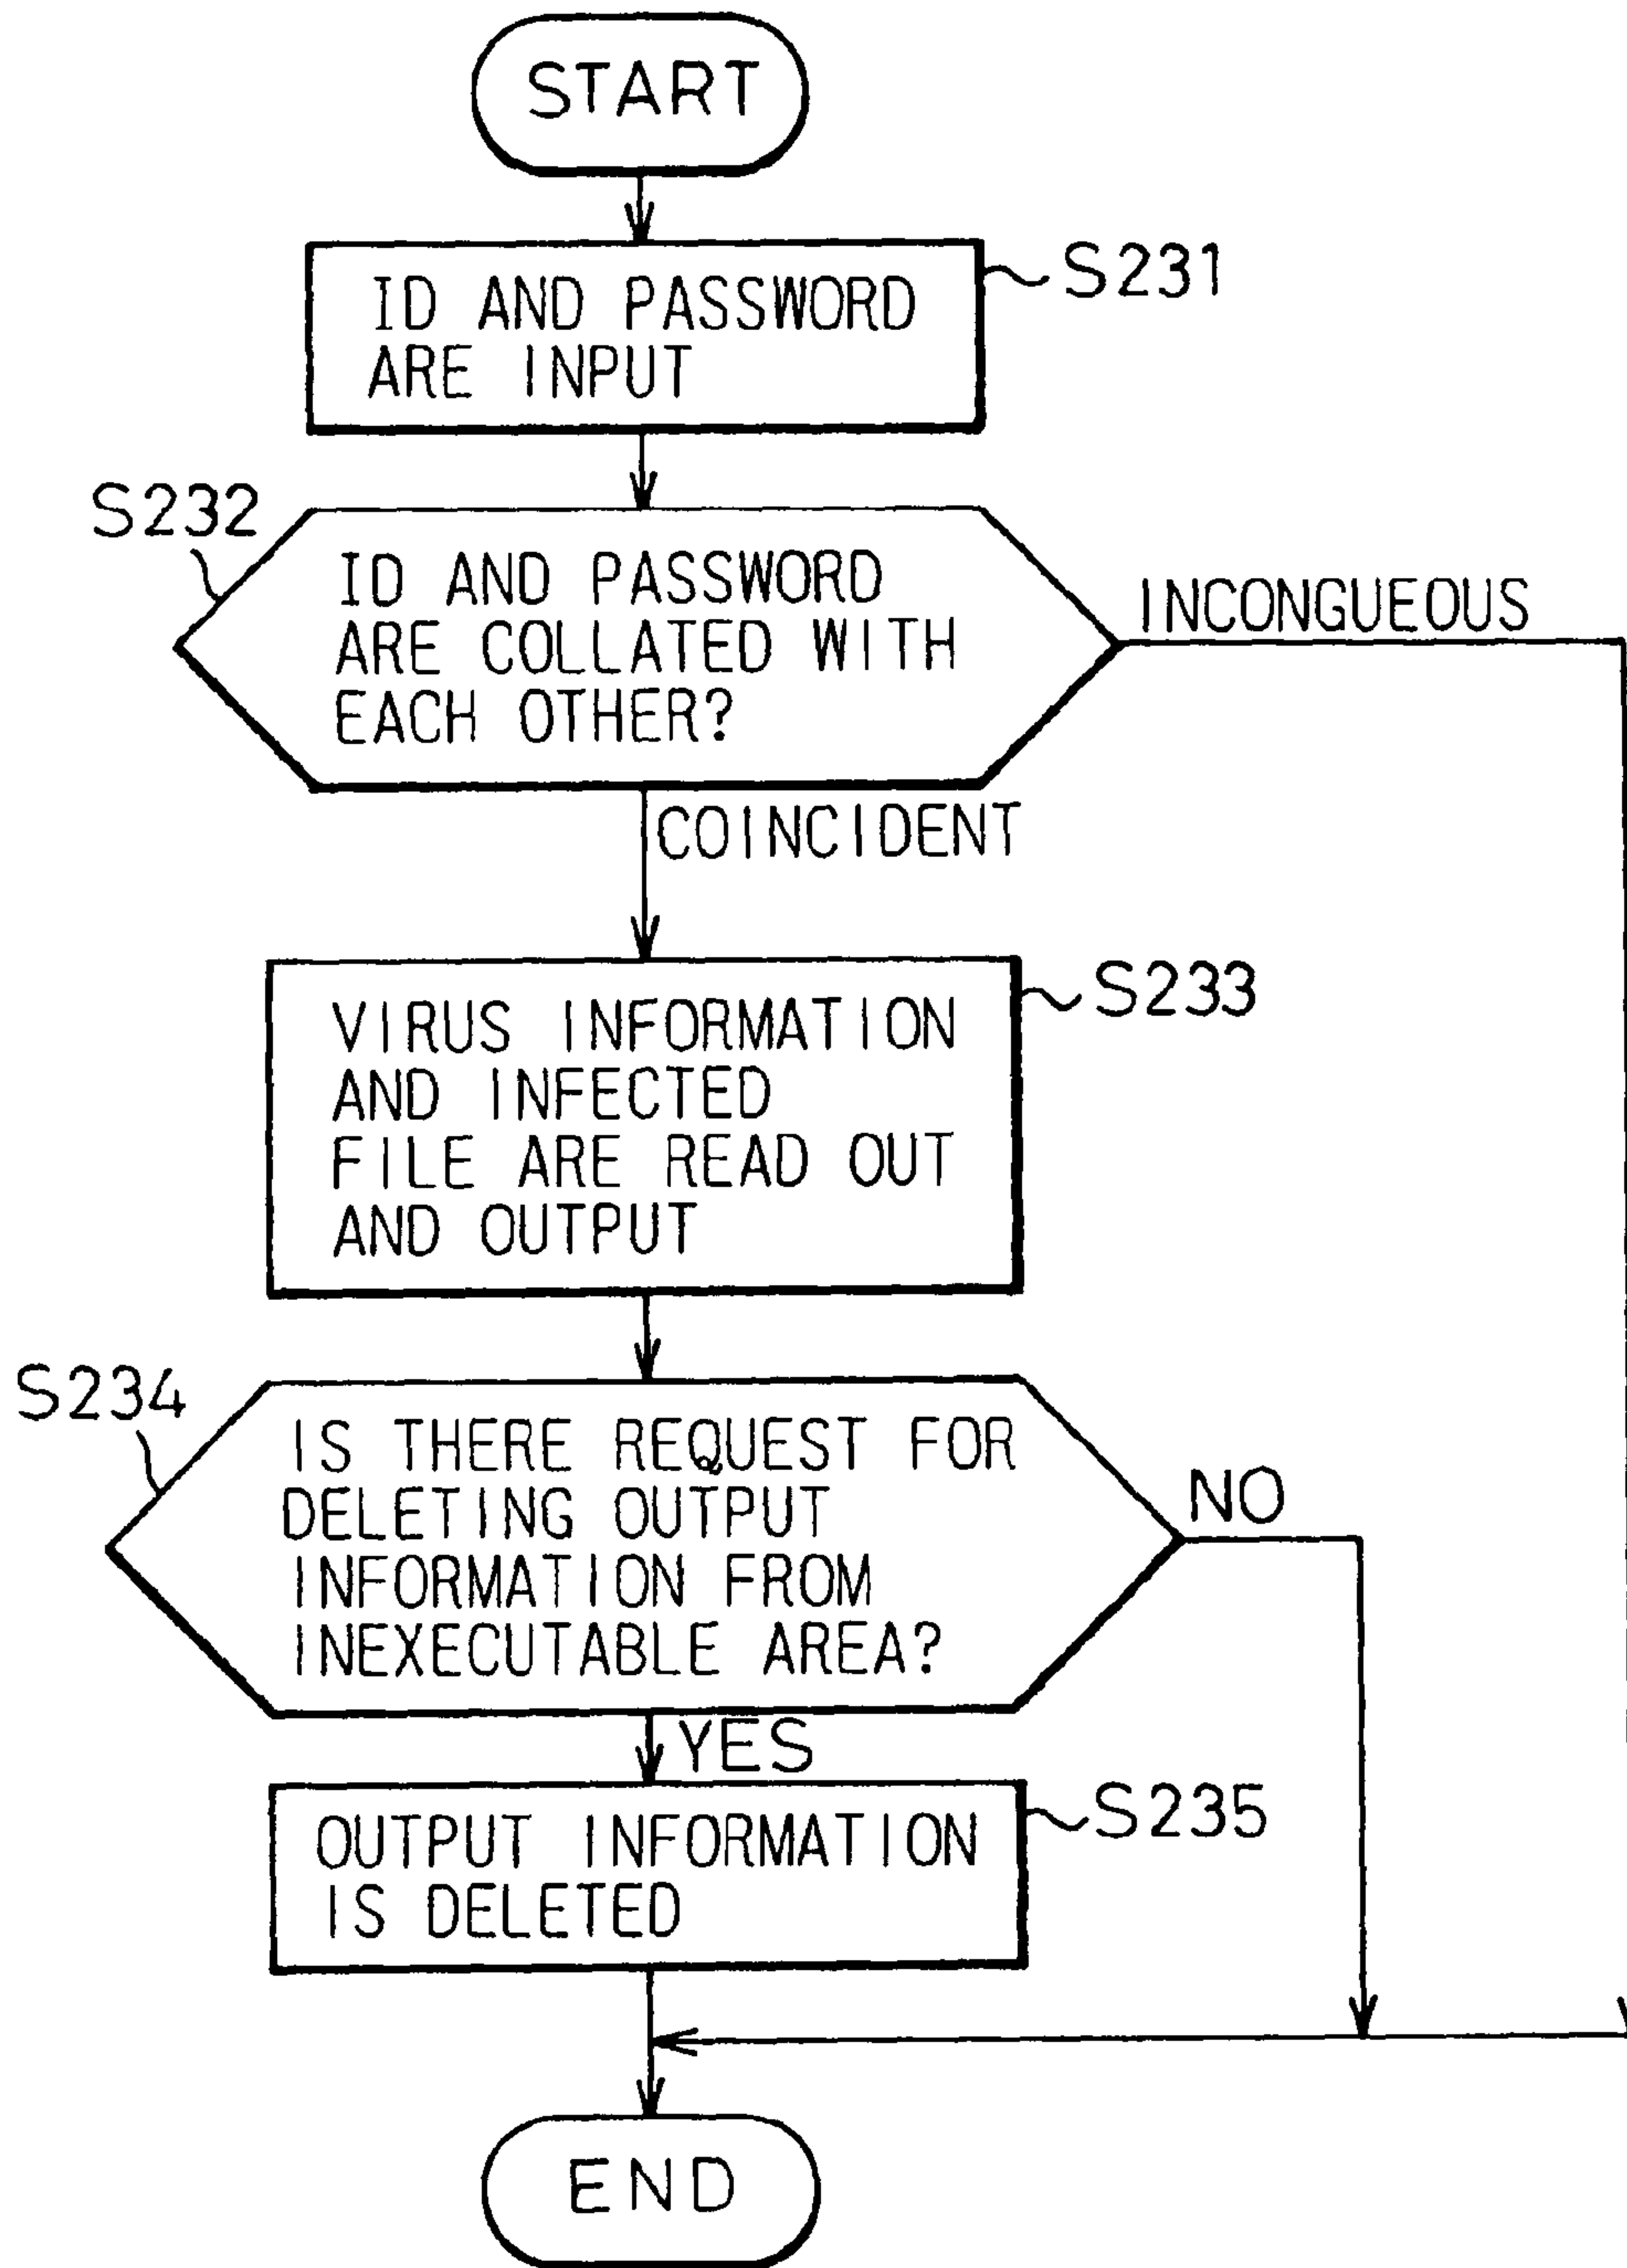 START
ID AND PASSWORD
ARE INPUT
S231
S232
ID AND PASSWORD
ARE COLLATED WITH
EACH OTHER?
INCONGUEOUS
COINCIDENT
VIRUS INFORMATION
AND INFECTED
FILE ARE READ OUT
AND OUTPUT
S233
S234
IS THERE REQUEST FOR
DELETING OUTPUT
INFORMATION FROM
INEXECUTABLE AREA?
NO
YES
OUTPUT INFORMATION
IS DELETED
S235
END